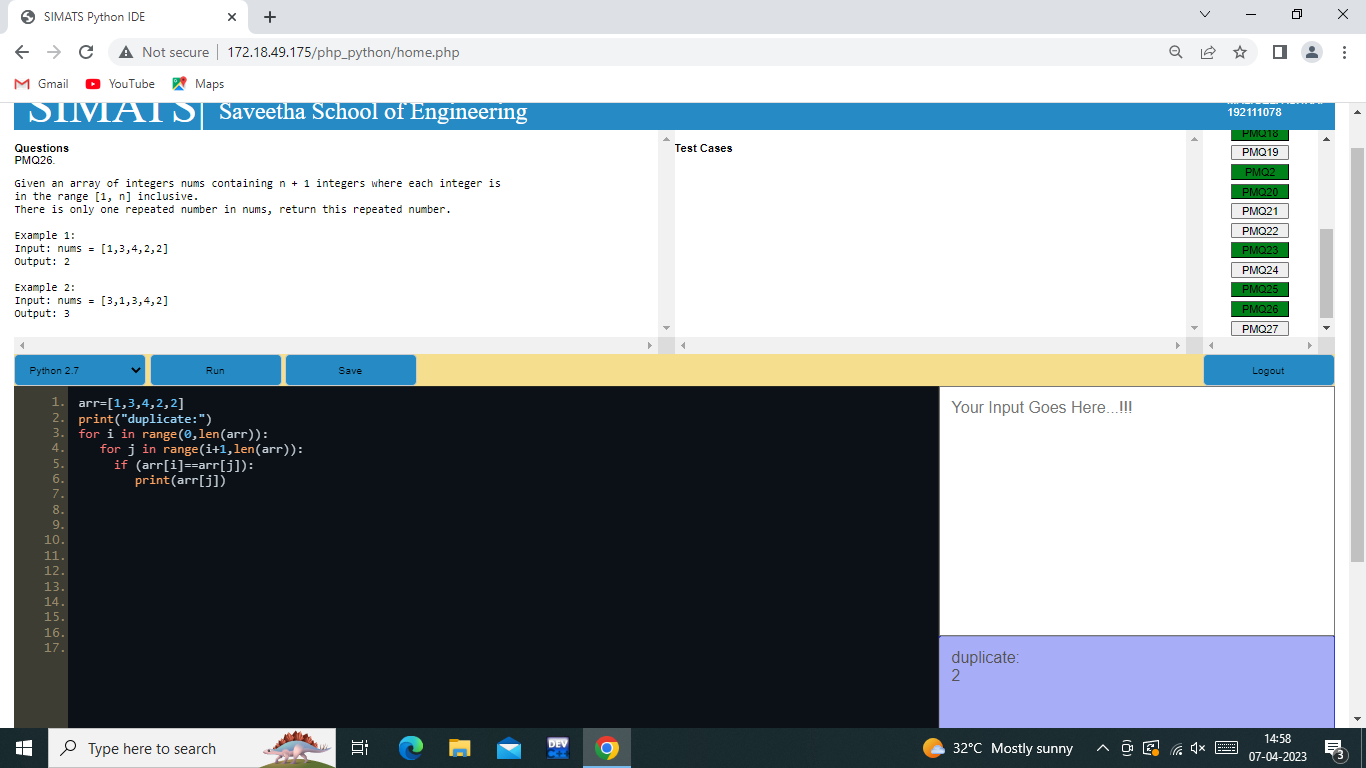 SIMATS Python IDE
Not secure
172.18.49.175/php_python/home.php
Gmail
YouTube
Maps
SIMATS
Saveetha School of Engineering
192111078
Questions
PMQ26.
Given an array of integers nums containing n + 1 integers where each integer is
in the range [1, n] inclusive.
There is only one repeated number in nums, return this repeated number.
Example 1:
Input: nums = [1,3,4,2,2]
Output: 2
Example 2:
Input: nums = [3,1,3,4,2]
Output: 3
Test Cases
PMQ18
PMQ19
PMQ2
PMQ20
PMQ21
PMQ22
PMQ23
PMQ24
PMQ25
PMQ26
PMQ27
Python 2.7
Run
Save
Logout
1. arr=[1,3,4,2,2]
2. print("duplicate:")
3. for i in range(0,len(arr)):
4. for j in range(i+1,len(arr)):
5. if (arr[i]==arr[j]):
6. print(arr[j])
7.
8.
9.
10.
11.
12.
13.
14.
15.
16.
17.
Your Input Goes Here...!!!
duplicate:
2
Type here to search
DEV
32°C Mostly sunny
14:58
07-04-2023
3